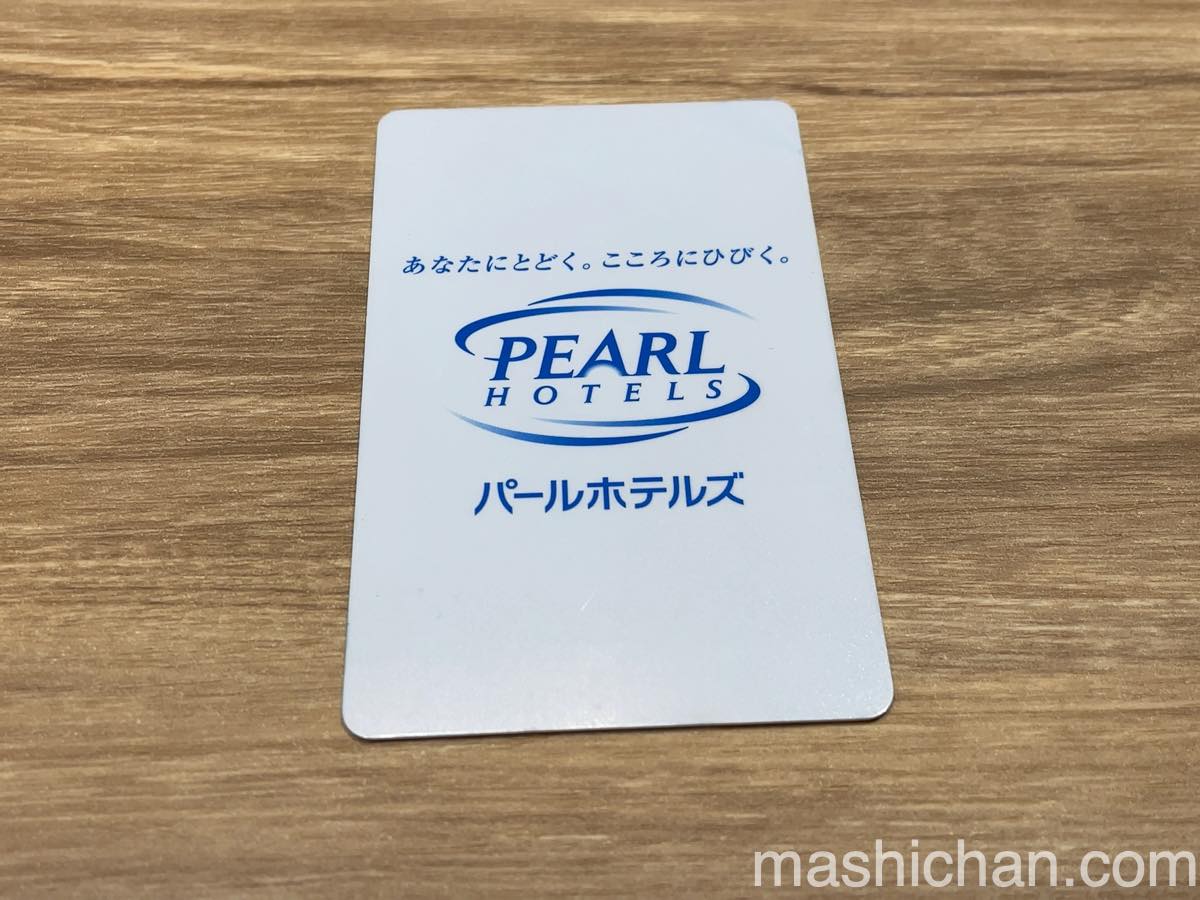 あなたにとどく。こころにひびく。
PEARL
HOTELS
パールホテルズ
mashichan.com